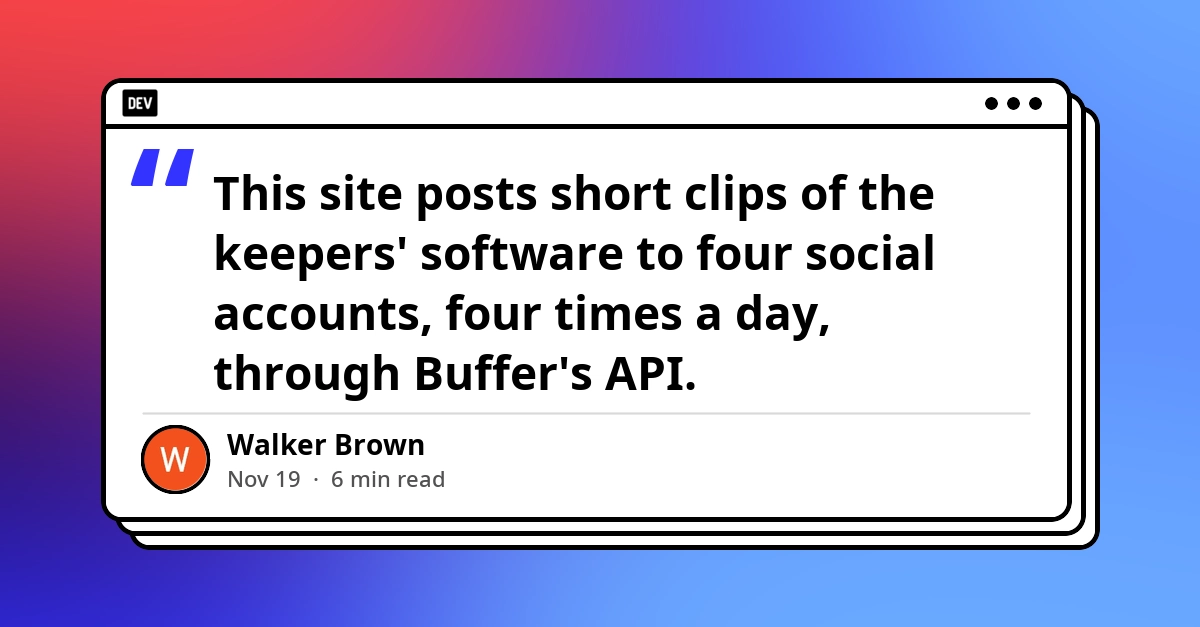 DEV
“
This site posts short clips of the
keepers' software to four social
accounts, four times a day,
through Buffer's API.
W
Walker Brown
Nov 19 · 6 min read